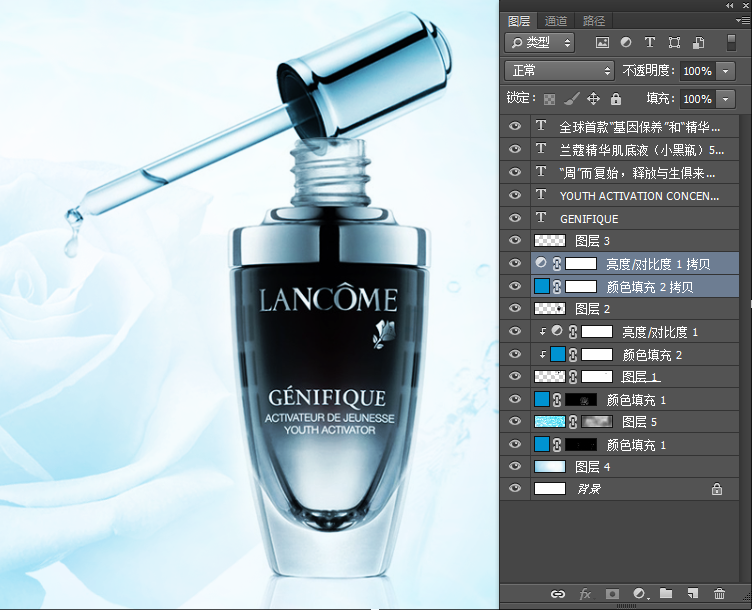 LANCÔME
GÉNIFIQUE
ACTIVATEUR DE JEUNESSE
YOUTH ACTIVATOR
图层
通道
路径
类型
正常
不透明度:
100%
锁定:
填充:
100%
T 全球首款"基因保养"和"精华...
T 兰蔻精华肌底液（小黑瓶）5...
T "周"而复始，释放与生俱来...
T YOUTH ACTIVATION CONCEN...
T GENIFIQUE
图层 3
亮度/对比度 1 拷贝
颜色填充 2 拷贝
图层 2
亮度/对比度 1
颜色填充 2
图层 1
颜色填充 1
图层 5
颜色填充 1
图层 4
背景
fx